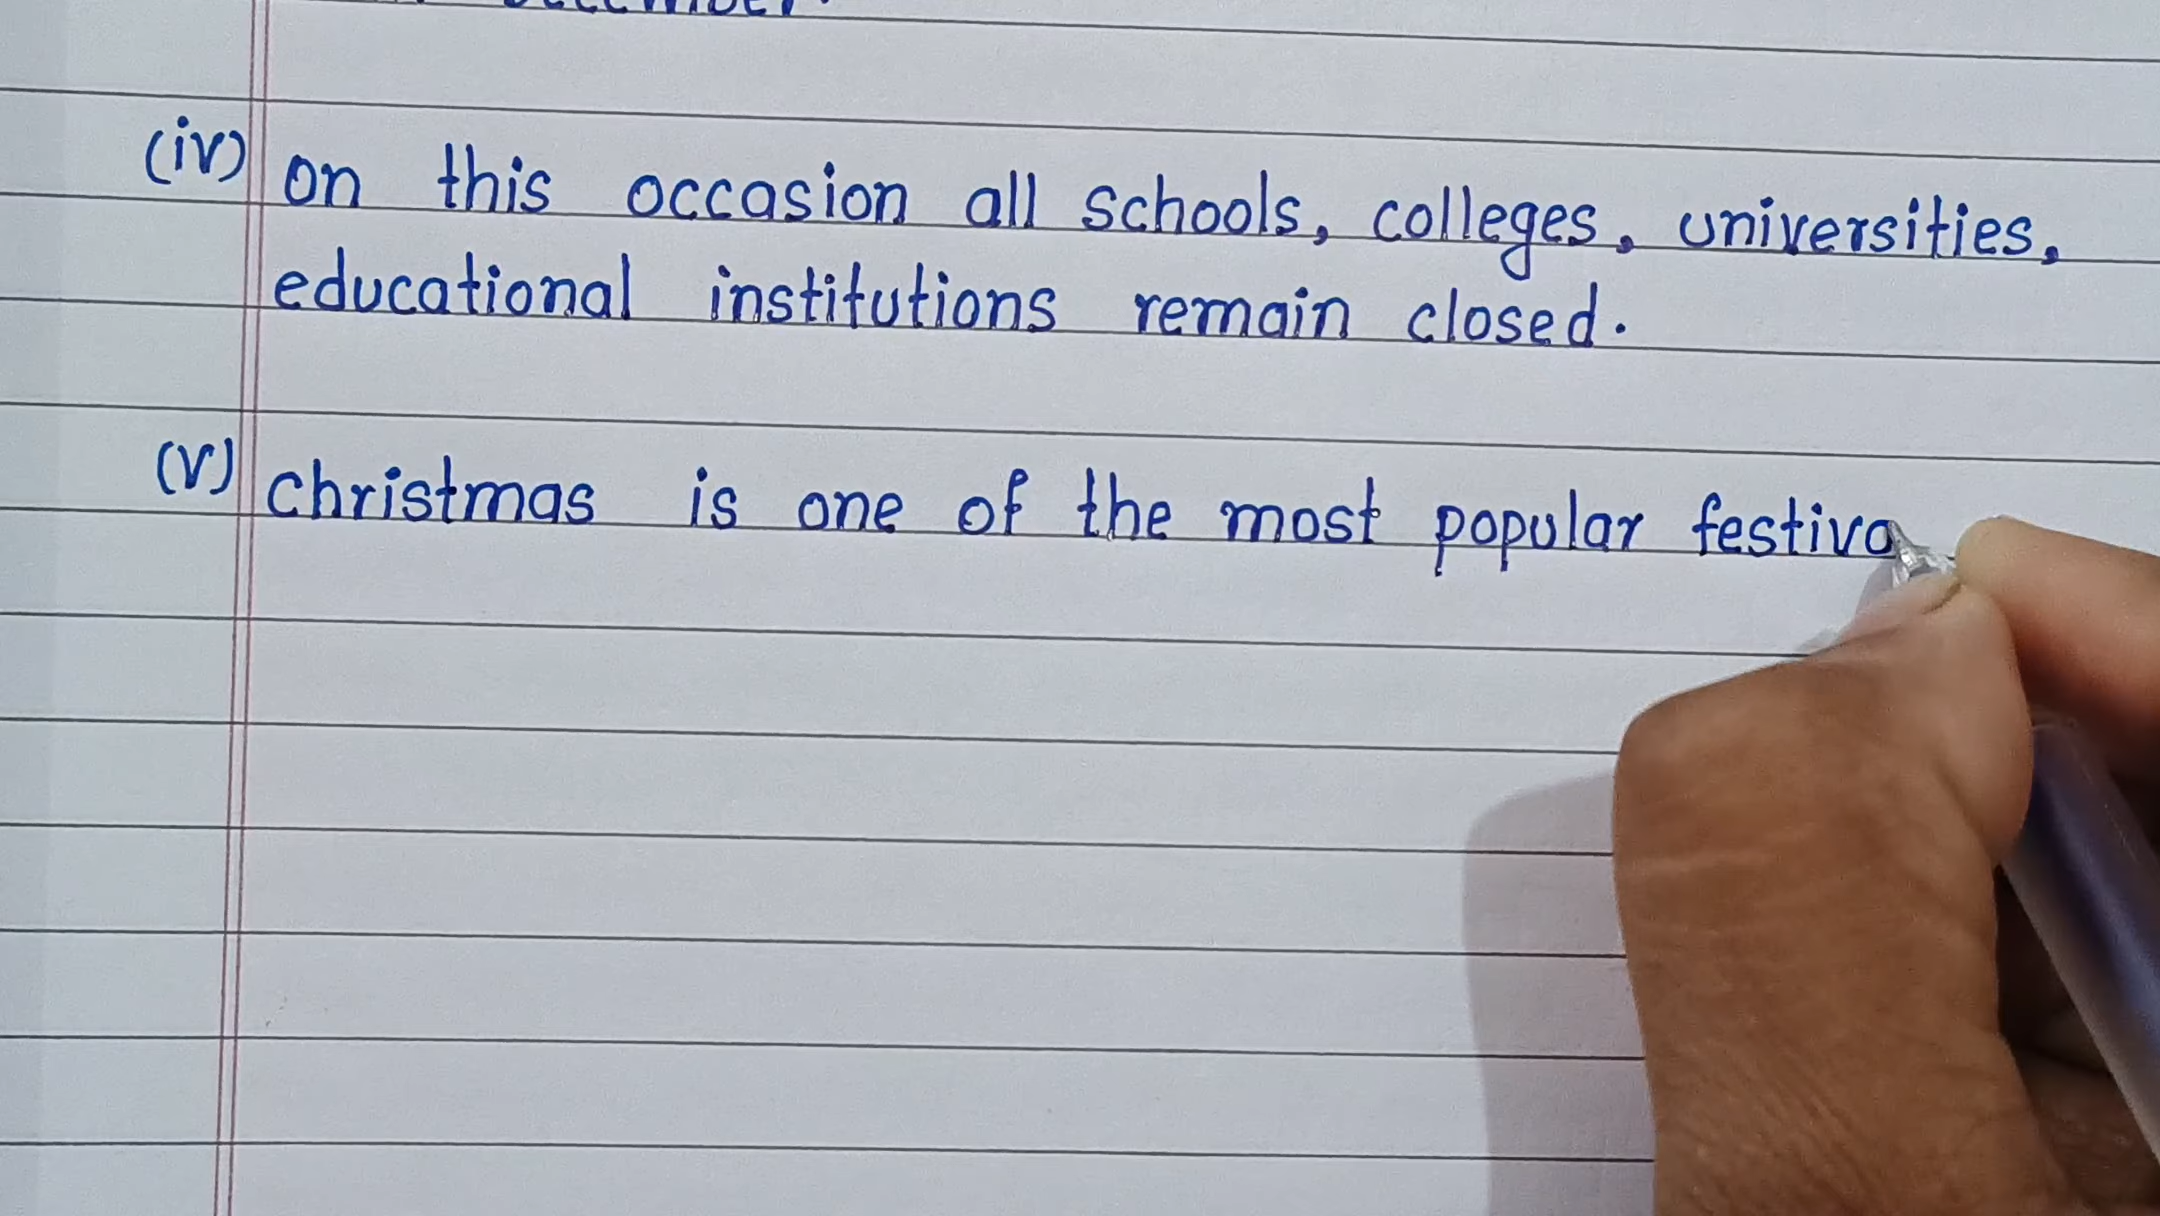 (iv) on this occasion all schools, colleges, universities,
educational institutions remain closed.
(v) christmas is one of the most popular festiva